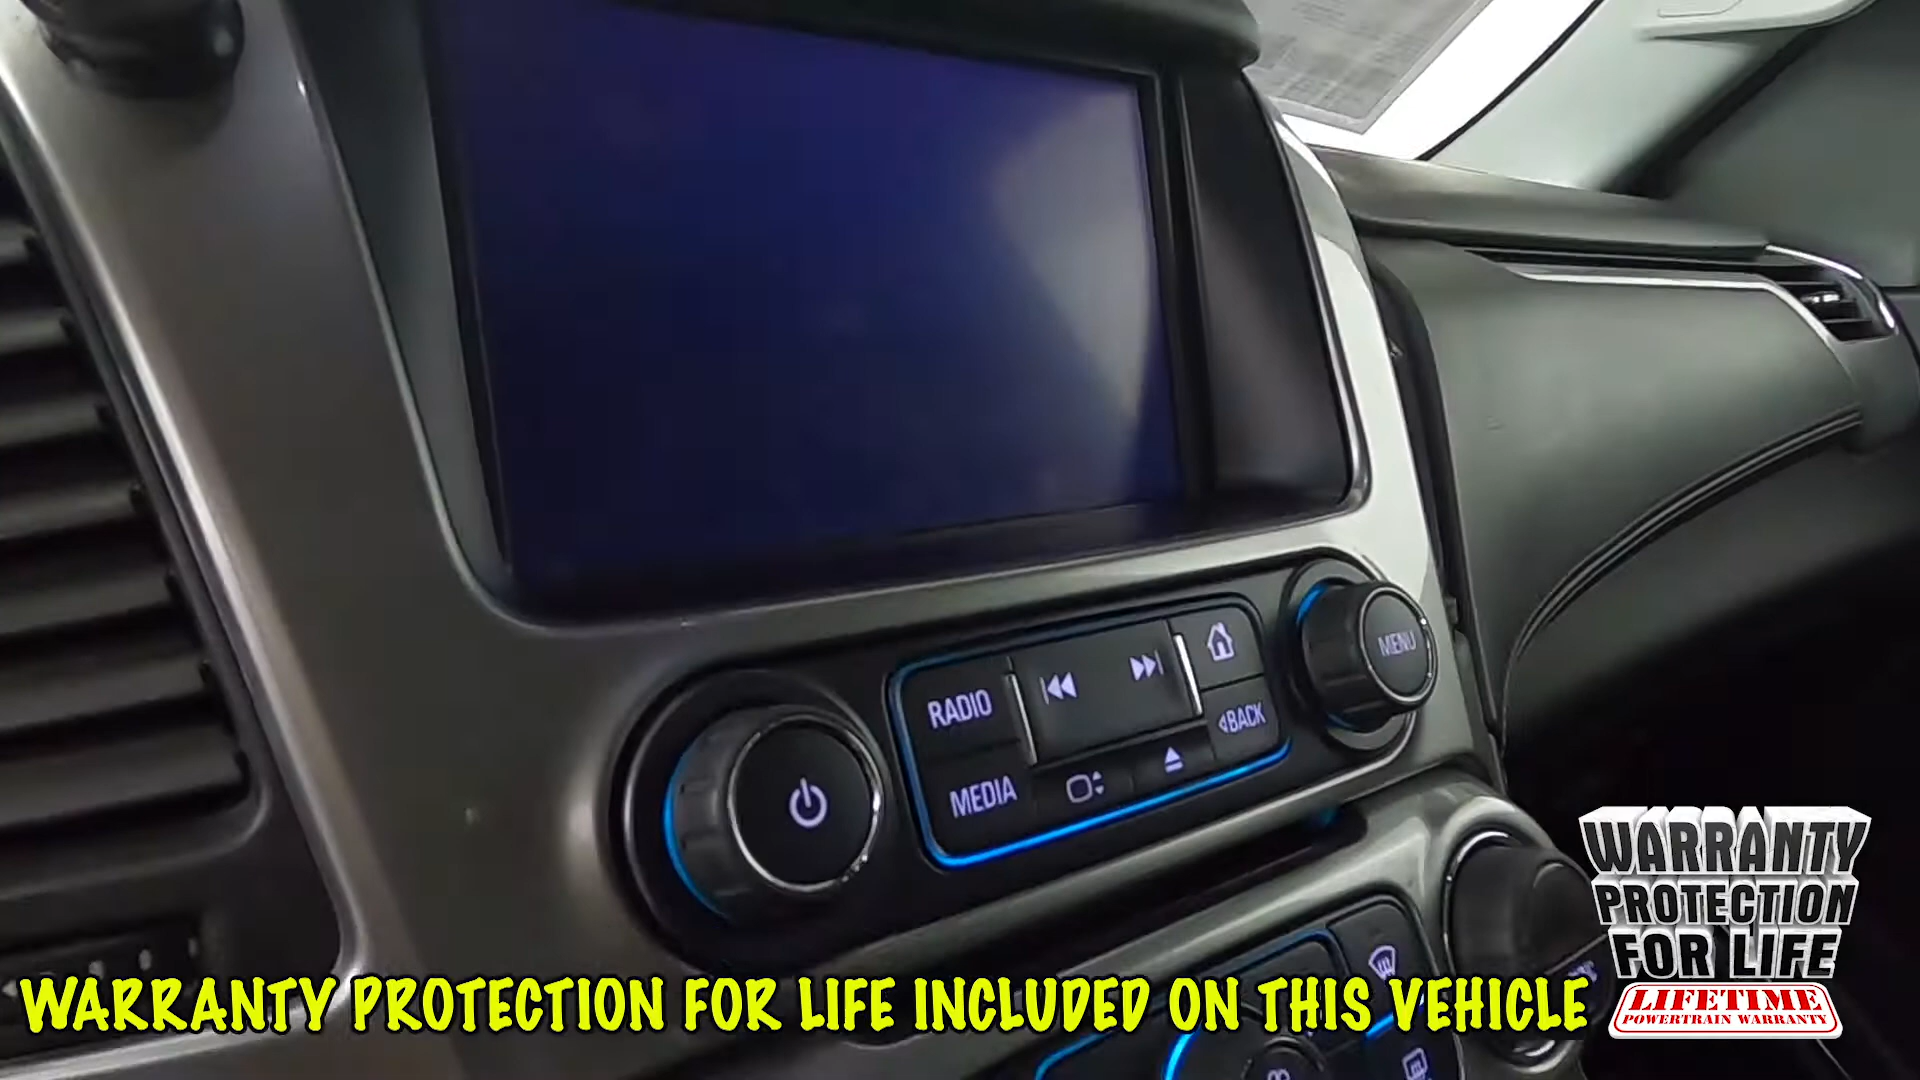 MENU
RADIO
BACK
MEDIA
WARRANTY
PROTECTION
FOR LIFE
LIFETIME
POWERTRAIN WARRANTY
WARRANTY PROTECTION FOR LIFE INCLUDED ON THIS VEHICLE